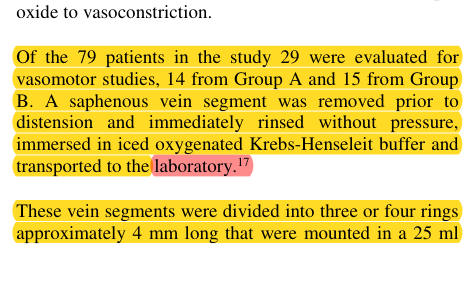 oxide to vasoconstriction.
Of the 79 patients in the study 29 were evaluated for
vasomotor studies, 14 from Group A and 15 from Group
B. A saphenous vein segment was removed prior to
distension and immediately rinsed without pressure,
immersed in iced oxygenated Krebs-Henseleit buffer and
transported to the laboratory.17
These vein segments were divided into three or four rings
approximately 4 mm long that were mounted in a 25 ml